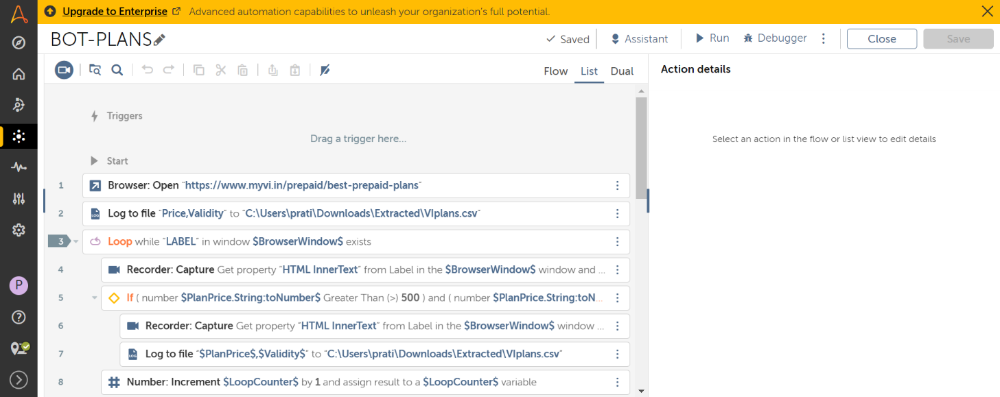 Upgrade to Enterprise Advanced automation capabilities to unleash your organization's full potential.
BOT-PLANS Saved Assistant Run Debugger Close Save
Flow List Dual
Action details
Triggers
Drag a trigger here...
Select an action in the flow or list view to edit details
Start
1 Browser: Open "https://www.myvi.in/prepaid/best-prepaid-plans"
2 Log to file "Price,Validity" to "C:\Users\prati\Downloads\Extracted\VIplans.csv"
3 Loop while "LABEL" in window $BrowserWindow$ exists
4 Recorder: Capture Get property "HTML InnerText" from Label in the $BrowserWindow$ window and ...
5 If ( number $PlanPrice.String:toNumber$ Greater Than (>) 500 ) and ( number $PlanPrice.String:toN...
6 Recorder: Capture Get property "HTML InnerText" from Label in the $BrowserWindow$ window ...
7 Log to file "$PlanPrice$,$Validity$" to "C:\Users\prati\Downloads\Extracted\VIplans.csv"
8 Number: Increment $LoopCounter$ by 1 and assign result to a $LoopCounter$ variable
P